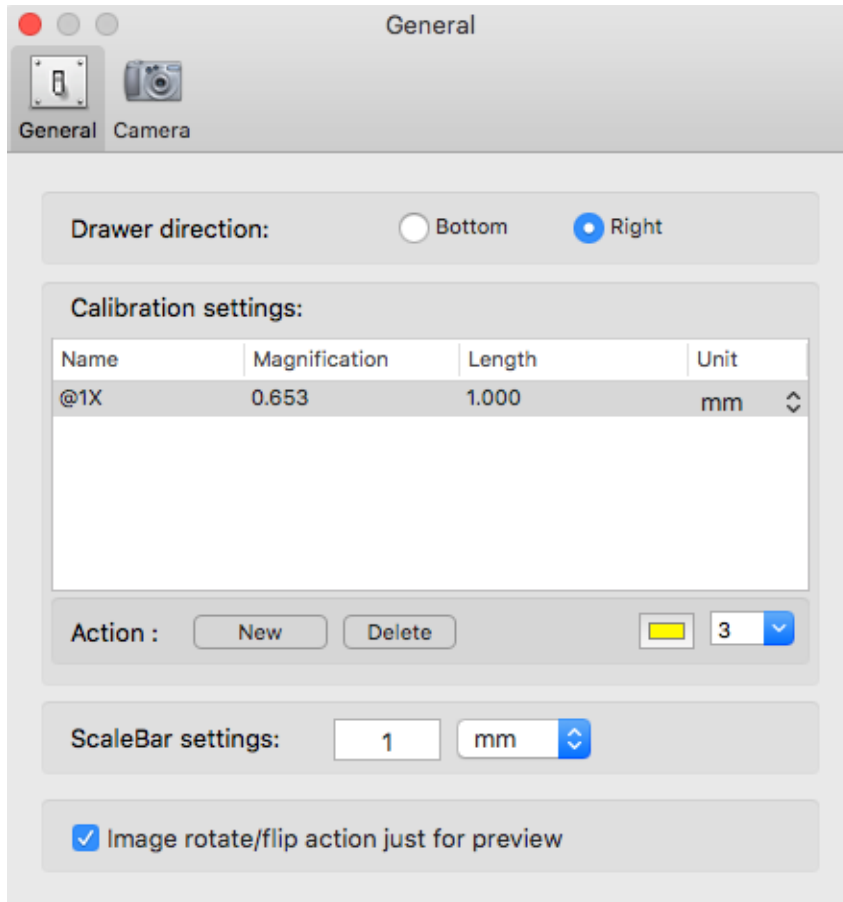 General
General Camera
Drawer direction: Bottom Right
Calibration settings:
Name Magnification Length Unit
@1X 0.653 1.000 mm
Action : New Delete 3
ScaleBar settings: 1 mm
Image rotate/flip action just for preview